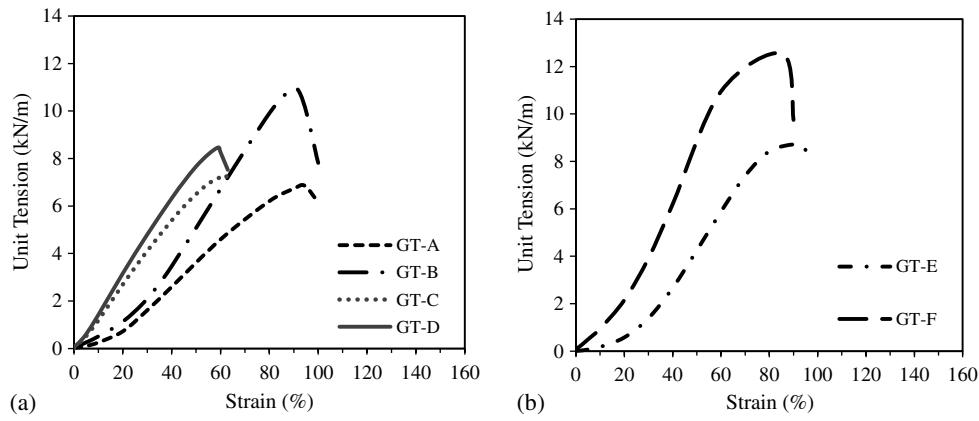 14
12
10
8
6
4
2
0
Unit Tension (kN/m)
GT-A
GT-B
GT-C
GT-D
0 20 40 60 80 100 120 140 160
Strain (%)
(a)
14
12
10
8
6
4
2
0
Unit Tension (kN/m)
GT-E
GT-F
0 20 40 60 80 100 120 140 160
Strain (%)
(b)